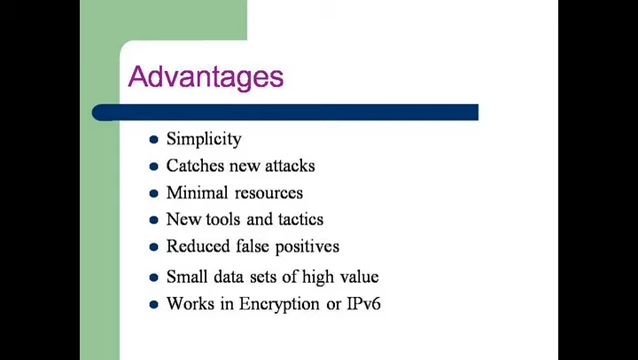 Advantages
Simplicity
Catches new attacks
Minimal resources
New tools and tactics
Reduced false positives
Small data sets of high value
Works in Encryption or IPv6